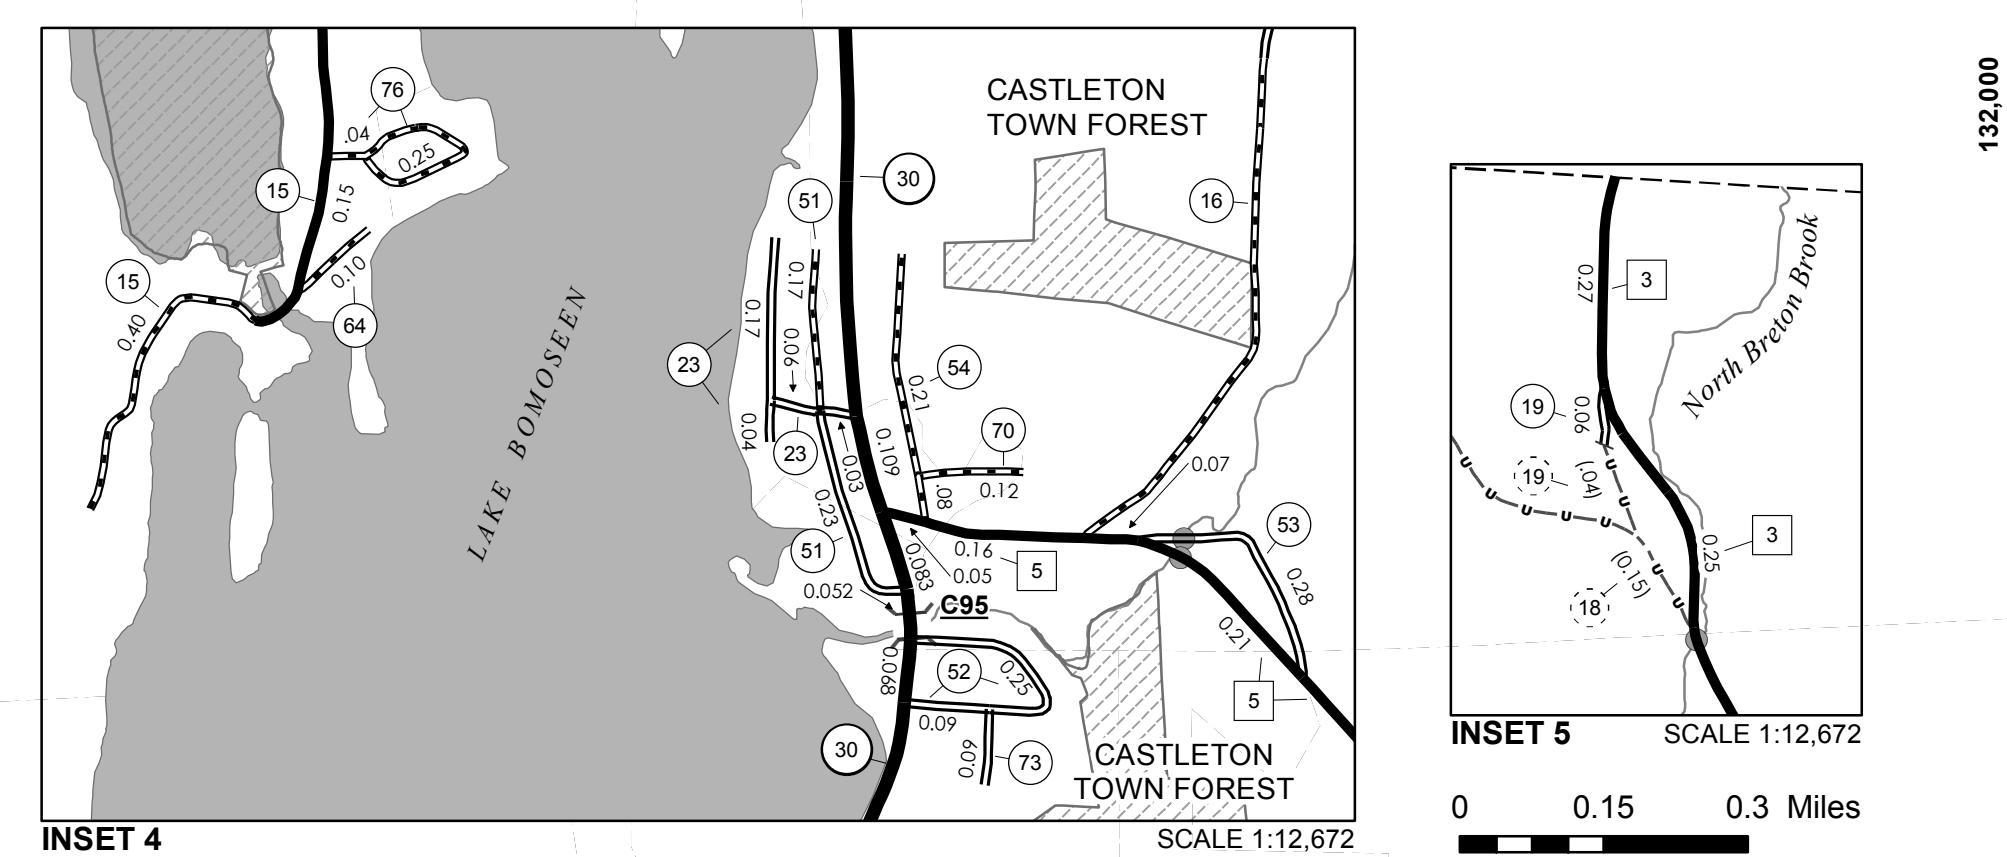 CASTLETON
TOWN FOREST
76
.04
0.25
15
0.15
0.10
64
15
0.40
LAKE BOMOSEEN
30
51
16
0.17
0.17
0.06
23
0.04
23
54
0.21
70
0.12
.08
0.109
0.03
0.23
51
0.07
53
0.28
0.16
5
0.05
0.083
0.052
C95
0.21
5
52
0.25
0.068
0.09
0.09
73
30
CASTLETON
TOWN FOREST
INSET 4
SCALE 1:12,672
132,000
North Breton Brook
0.27
3
19
0.06
19
(.04)
3
0.25
(0.15)
18
U
U
U
U
U
U
U
U
U
INSET 5
SCALE 1:12,672
0 0.15 0.3 Miles